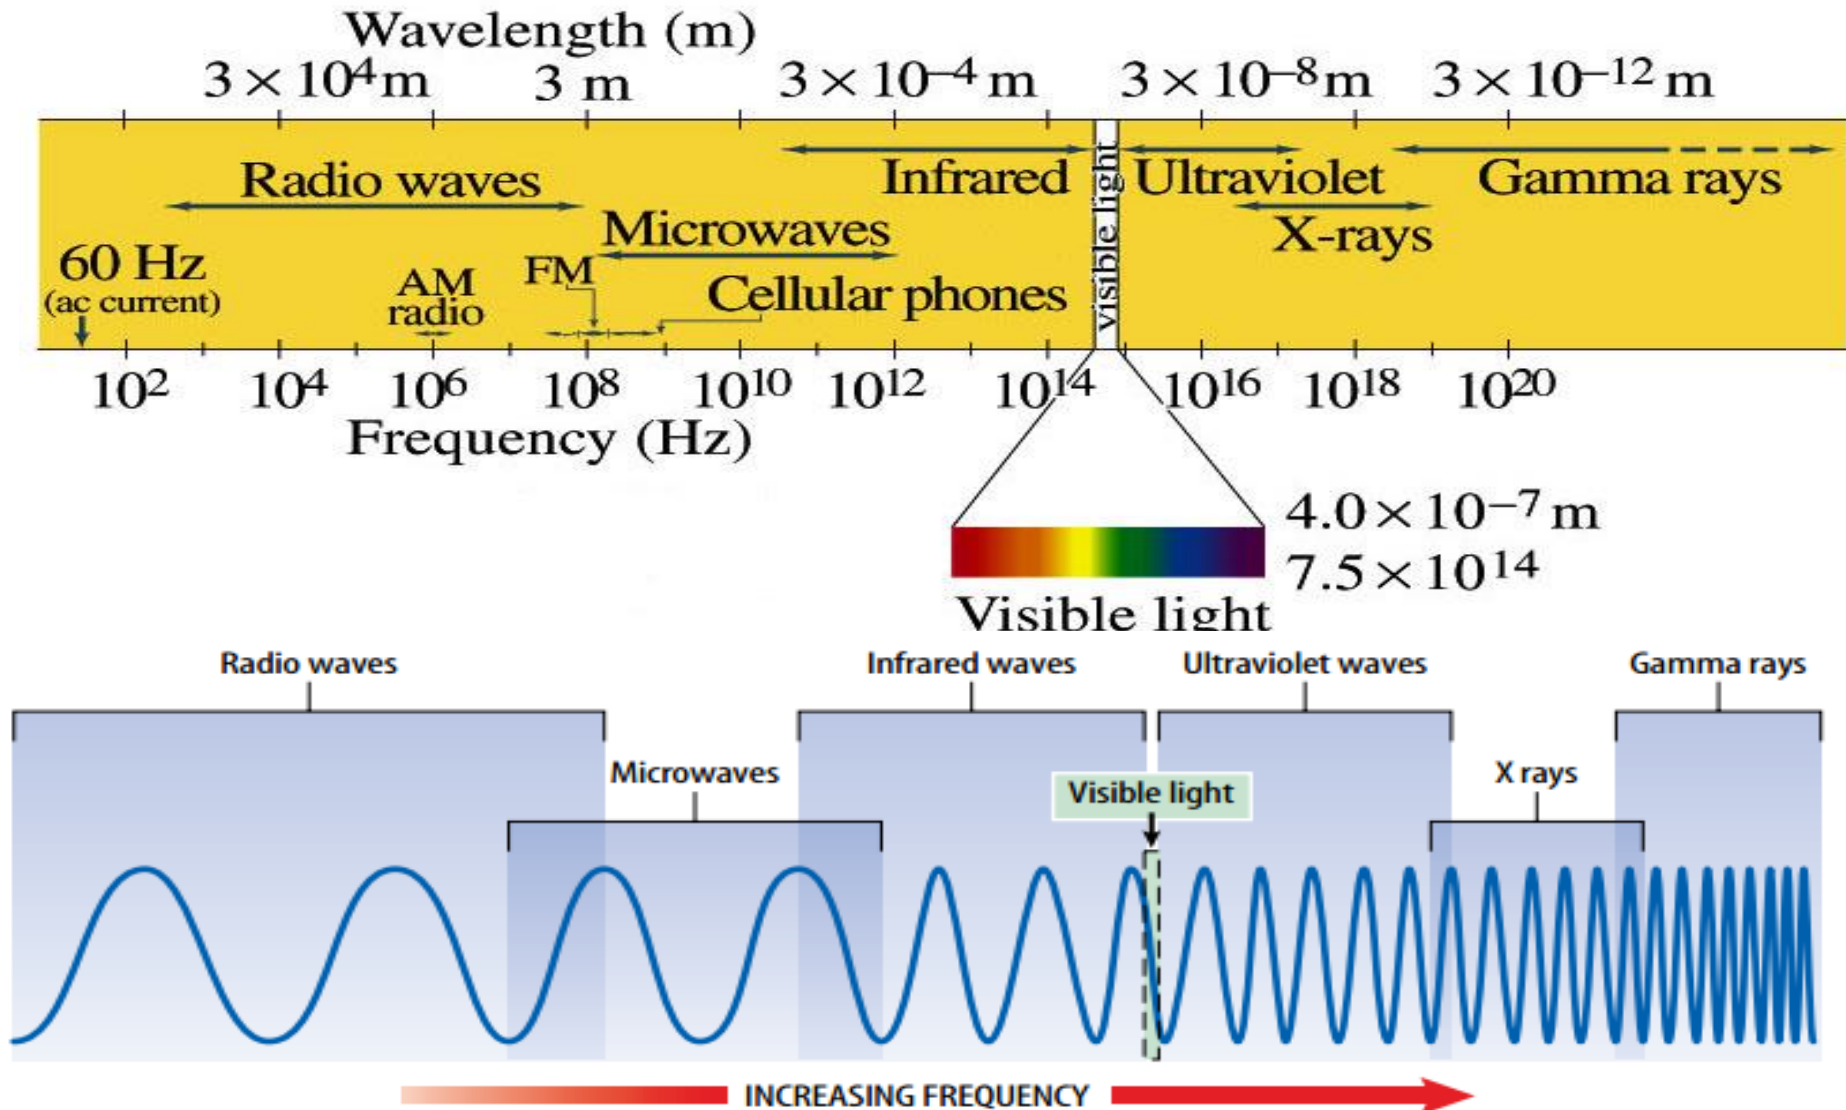 Wavelength (m)
3 × 10⁴ m 3 m 3 × 10⁻⁴ m 3 × 10⁻⁸ m 3 × 10⁻¹² m
Infrared Ultraviolet Gamma rays
Radio waves
visible light
Microwaves X-rays
60 Hz
(ac current)
AM
radio
FM
Cellular phones
10² 10⁴ 10⁶ 10⁸ 10¹⁰ 10¹² 10¹⁴ 10¹⁶ 10¹⁸ 10²⁰
Frequency (Hz)
4.0 × 10⁻⁷ m
7.5 × 10¹⁴
Visible light
Radio waves Infrared waves Ultraviolet waves Gamma rays
Microwaves X rays
Visible light
INCREASING FREQUENCY